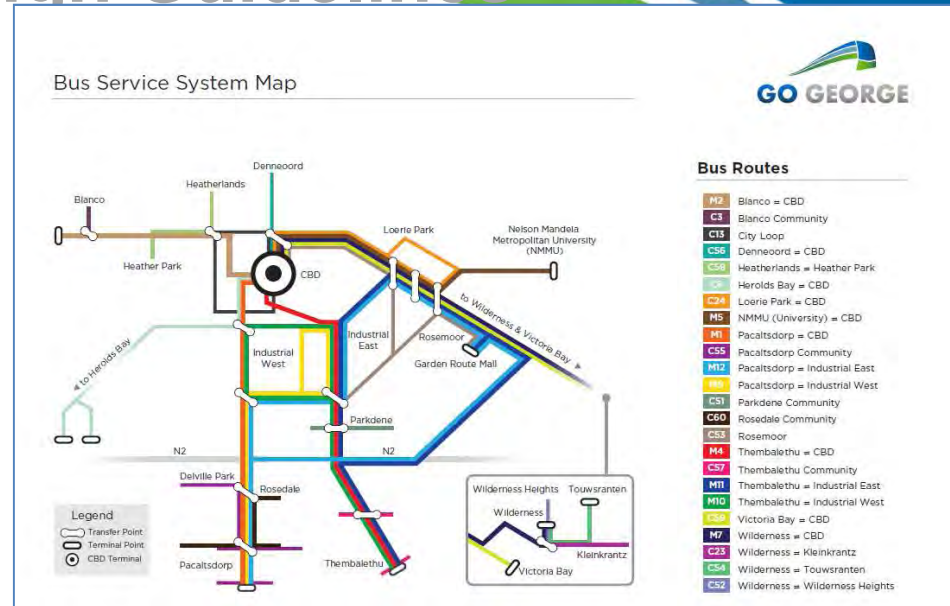 Bus Service System Map
GO GEORGE
Denneoord
Heatherlands
Blanco
Loerie Park
Nelson Mandela
Metropolitan University
(NMMU)
Heather Park
CBD
to Wilderness & Victoria Bay
to Herolds Bay
Industrial
West
Industrial
East
Rosemoor
Garden Route Mall
Parkdene
N2
N2
Delville Park
Rosedale
Pacaltsdorp
Thembalethu
Wilderness Heights
Touwsranten
Wilderness
Kleinkrantz
Victoria Bay
Legend
Transfer Point
Terminal Point
CBD Terminal
Bus Routes
M2 Blanco = CBD
C3 Blanco Community
C13 City Loop
C56 Denneoord = CBD
C58 Heatherlands = Heather Park
Herolds Bay = CBD
C24 Loerie Park = CBD
M5 NMMU (University) = CBD
M1 Pacaltsdorp = CBD
C55 Pacaltsdorp Community
M12 Pacaltsdorp = Industrial East
Pacaltsdorp = Industrial West
C51 Parkdene Community
C60 Rosedale Community
C53 Rosemoor
M4 Thembalethu = CBD
C57 Thembalethu Community
M11 Thembalethu = Industrial East
M10 Thembalethu = Industrial West
C59 Victoria Bay = CBD
M7 Wilderness = CBD
C23 Wilderness = Kleinkrantz
C54 Wilderness = Touwsranten
C52 Wilderness = Wilderness Heights